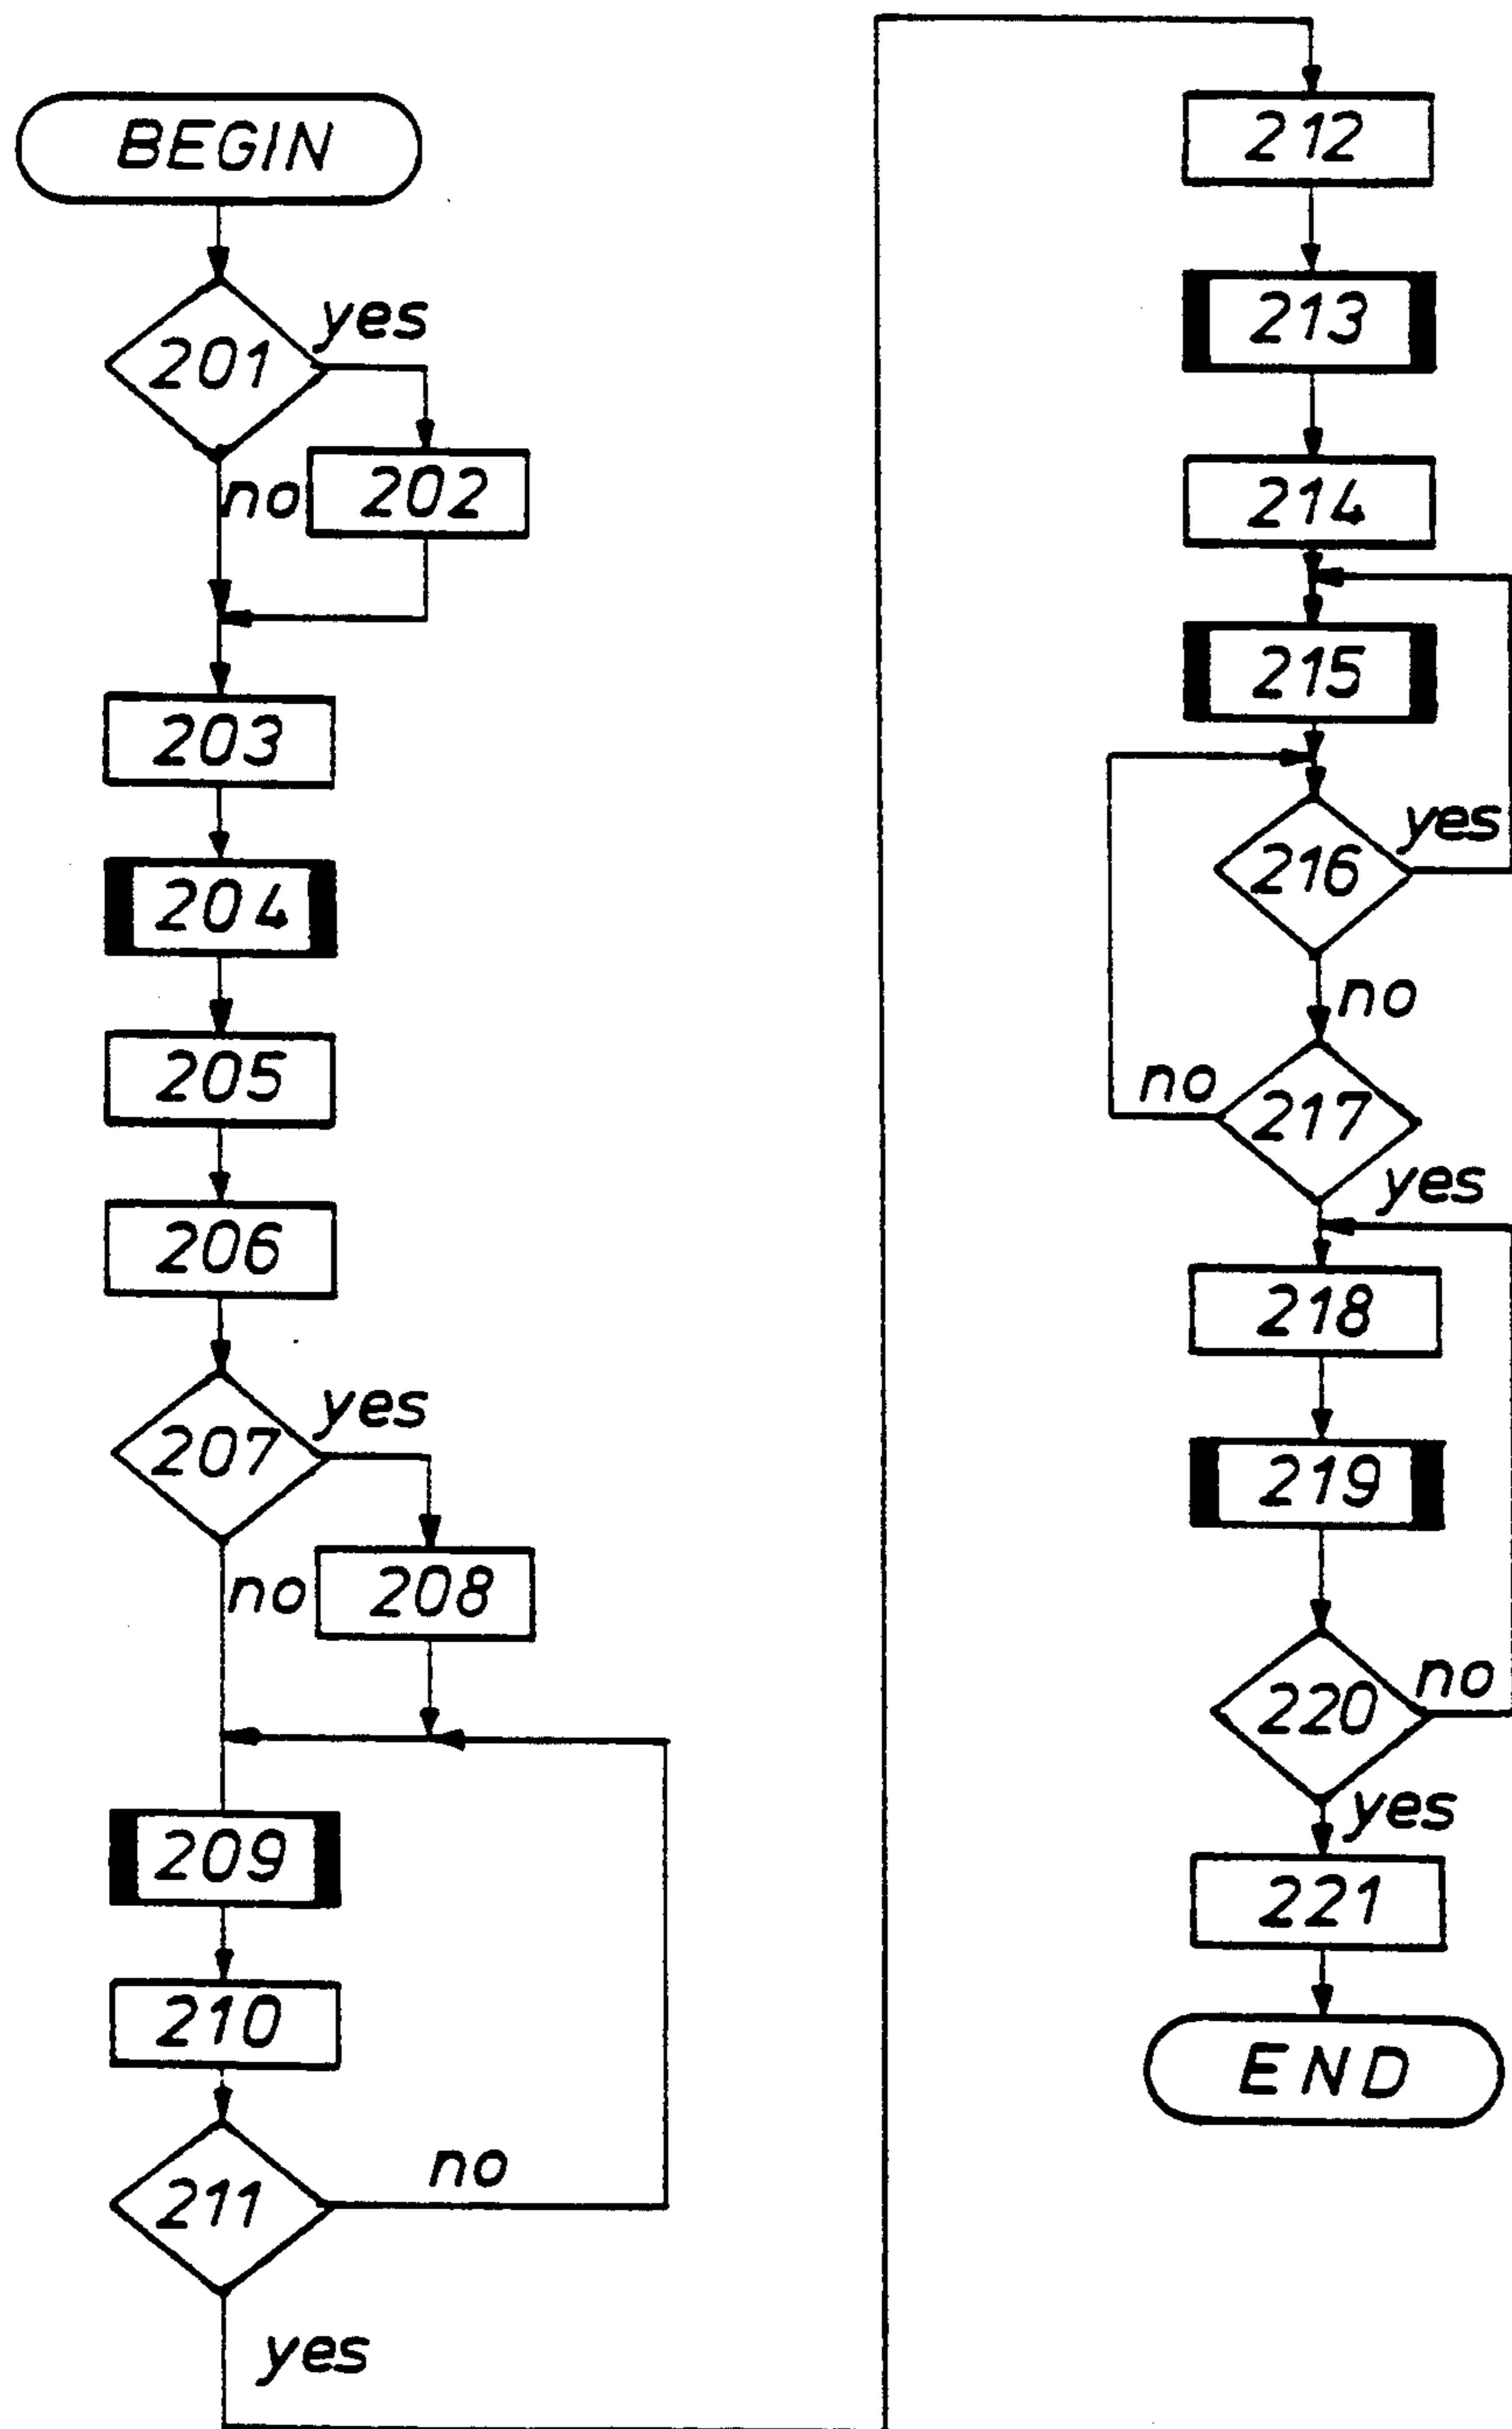 BEGIN
yes
201
no
202
203
204
205
206
207
yes
no
208
209
210
211
no
yes
212
213
214
215
216
yes
no
no
217
yes
218
219
220
no
yes
221
END